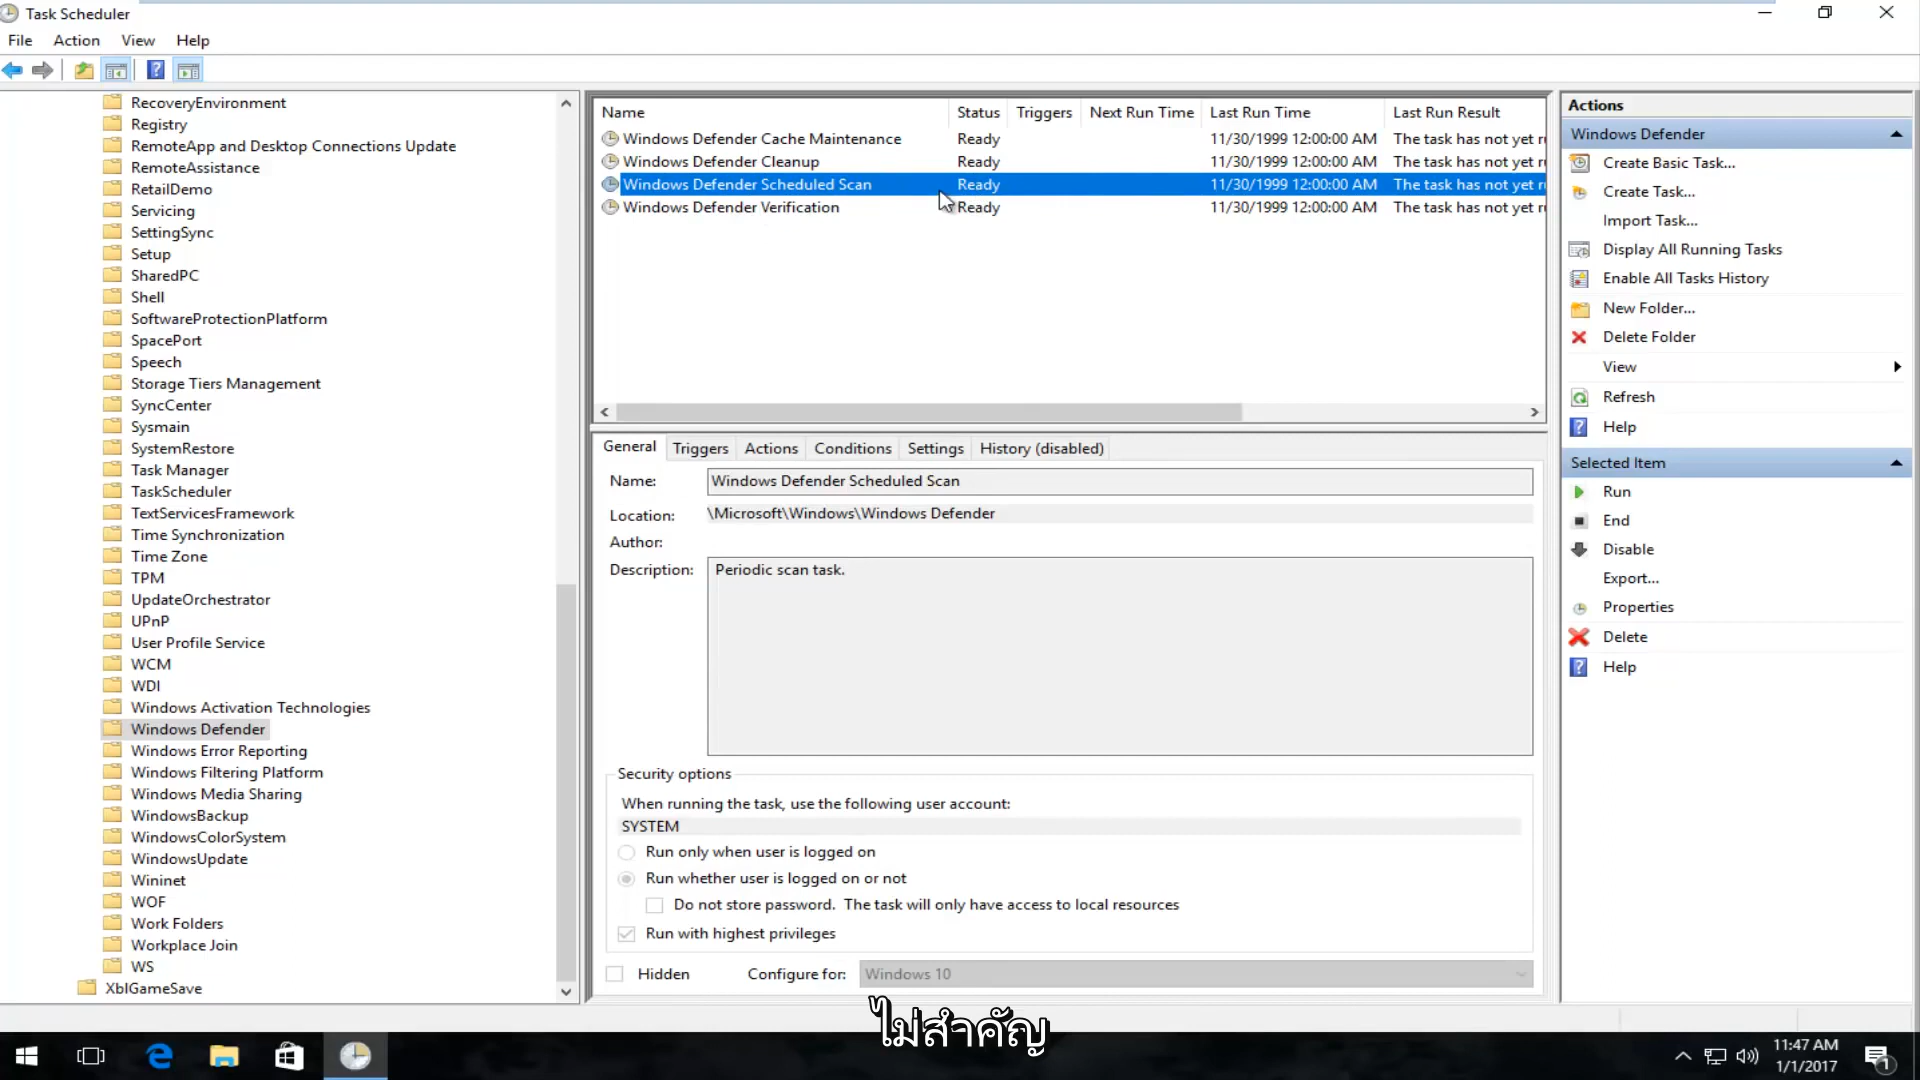 Task Scheduler
File Action View Help
RecoveryEnvironment
Registry
RemoteApp and Desktop Connections Update
RemoteAssistance
RetailDemo
Servicing
SettingSync
Setup
SharedPC
Shell
SoftwareProtectionPlatform
SpacePort
Speech
Storage Tiers Management
SyncCenter
Sysmain
SystemRestore
Task Manager
TaskScheduler
TextServicesFramework
Time Synchronization
Time Zone
TPM
UpdateOrchestrator
UPnP
User Profile Service
WCM
WDI
Windows Activation Technologies
Windows Defender
Windows Error Reporting
Windows Filtering Platform
Windows Media Sharing
WindowsBackup
WindowsColorSystem
WindowsUpdate
Wininet
WOF
Work Folders
Workplace Join
WS
XblGameSave
Name Status Triggers Next Run Time Last Run Time Last Run Result
Windows Defender Cache Maintenance Ready 11/30/1999 12:00:00 AM The task has not yet r
Windows Defender Cleanup Ready 11/30/1999 12:00:00 AM The task has not yet r
Windows Defender Scheduled Scan Ready 11/30/1999 12:00:00 AM The task has not yet r
Windows Defender Verification Ready 11/30/1999 12:00:00 AM The task has not yet r
General Triggers Actions Conditions Settings History (disabled)
Name: Windows Defender Scheduled Scan
Location: \Microsoft\Windows\Windows Defender
Author:
Description: Periodic scan task.
Security options
When running the task, use the following user account:
SYSTEM
Run only when user is logged on
Run whether user is logged on or not
Do not store password. The task will only have access to local resources
Run with highest privileges
Hidden Configure for: Windows 10
Actions
Windows Defender
Create Basic Task...
Create Task...
Import Task...
Display All Running Tasks
Enable All Tasks History
New Folder...
Delete Folder
View
Refresh
Help
Selected Item
Run
End
Disable
Export...
Properties
Delete
Help
ไม่สำคัญ
11:47 AM
1/1/2017
1